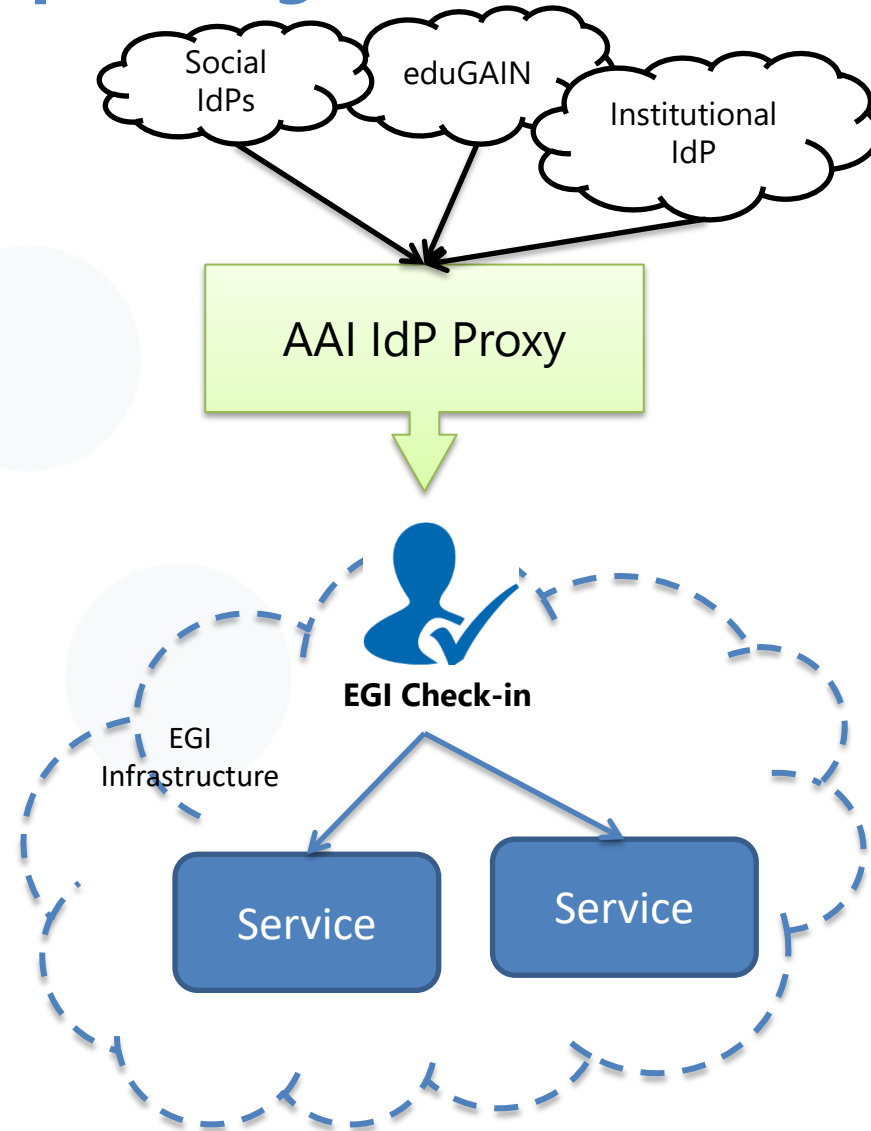 Social
IdPs
eduGAIN
Institutional
IdP
AAI IdP Proxy
EGI Check-in
EGI
Infrastructure
Service
Service